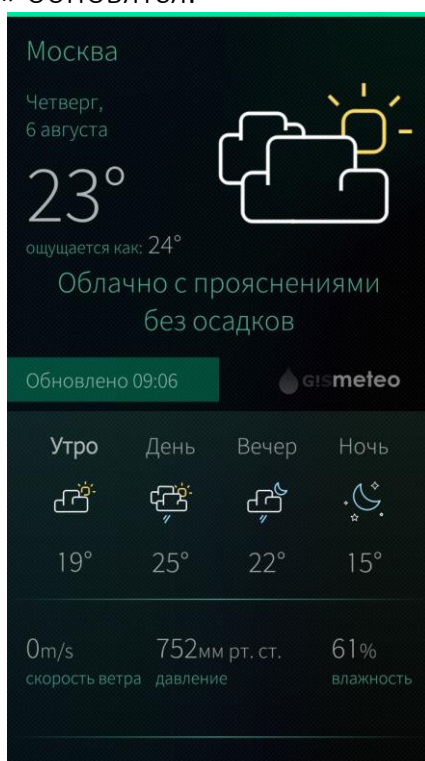 Москва
Четверг,
6 августа
23°
ощущается как: 24°
Облачно с прояснениями
без осадков
Обновлено 09:06
GISmeteo
Утро День Вечер Ночь
19° 25° 22° 15°
0m/s 752мм рт. ст. 61%
скорость ветра давление влажность